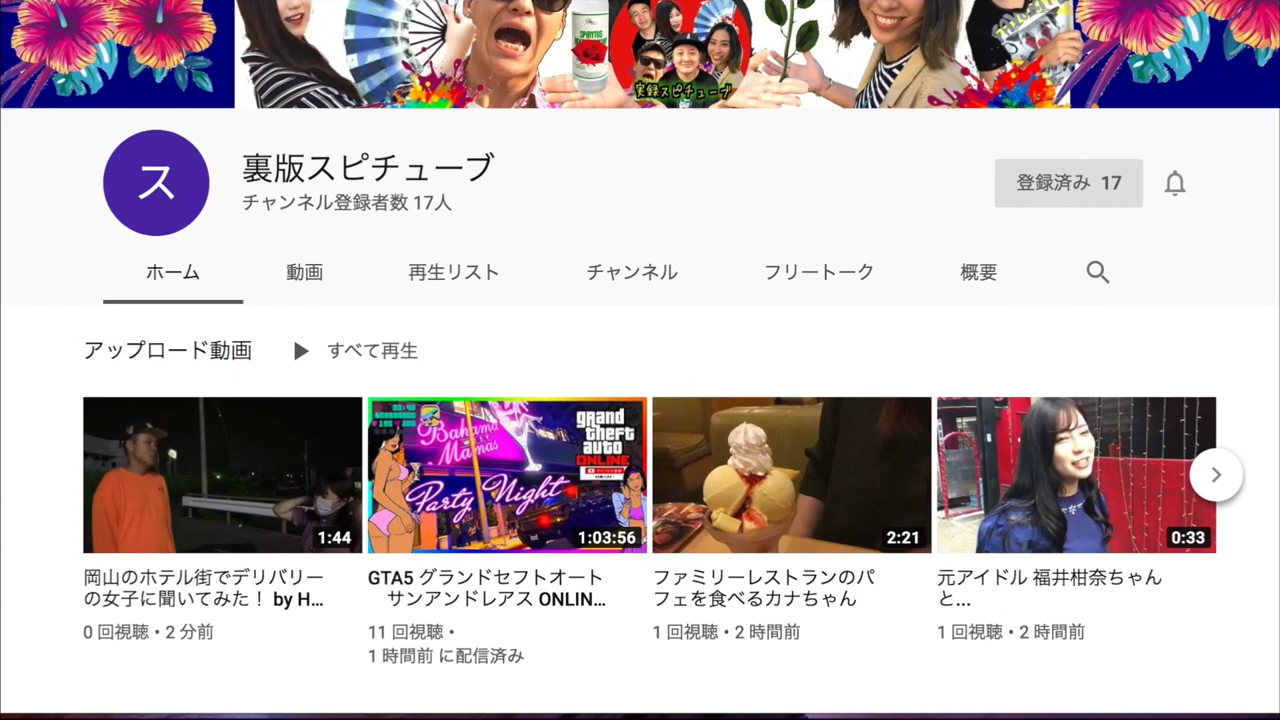 SPIRYTUS
実録スピチューブ
ス
裏版スピチューブ
チャンネル登録者数 17人
登録済み 17
ホーム
動画
再生リスト
チャンネル
フリートーク
概要
アップロード動画
すべて再生
1:44
Bahama
Mamas
Party Night
grand
theft
auto
ONLINE
1:03:56
2:21
0:33
岡山のホテル街でデリバリー
の女子に聞いてみた！ by H...
GTA5 グランドセフトオート
サンアンドレアス ONLIN...
ファミリーレストランのパ
フェを食べるカナちゃん
元アイドル 福井柑奈ちゃん
と...
0 回視聴・2 分前
11 回視聴・
1 時間前 に配信済み
1 回視聴・2 時間前
1 回視聴・2 時間前